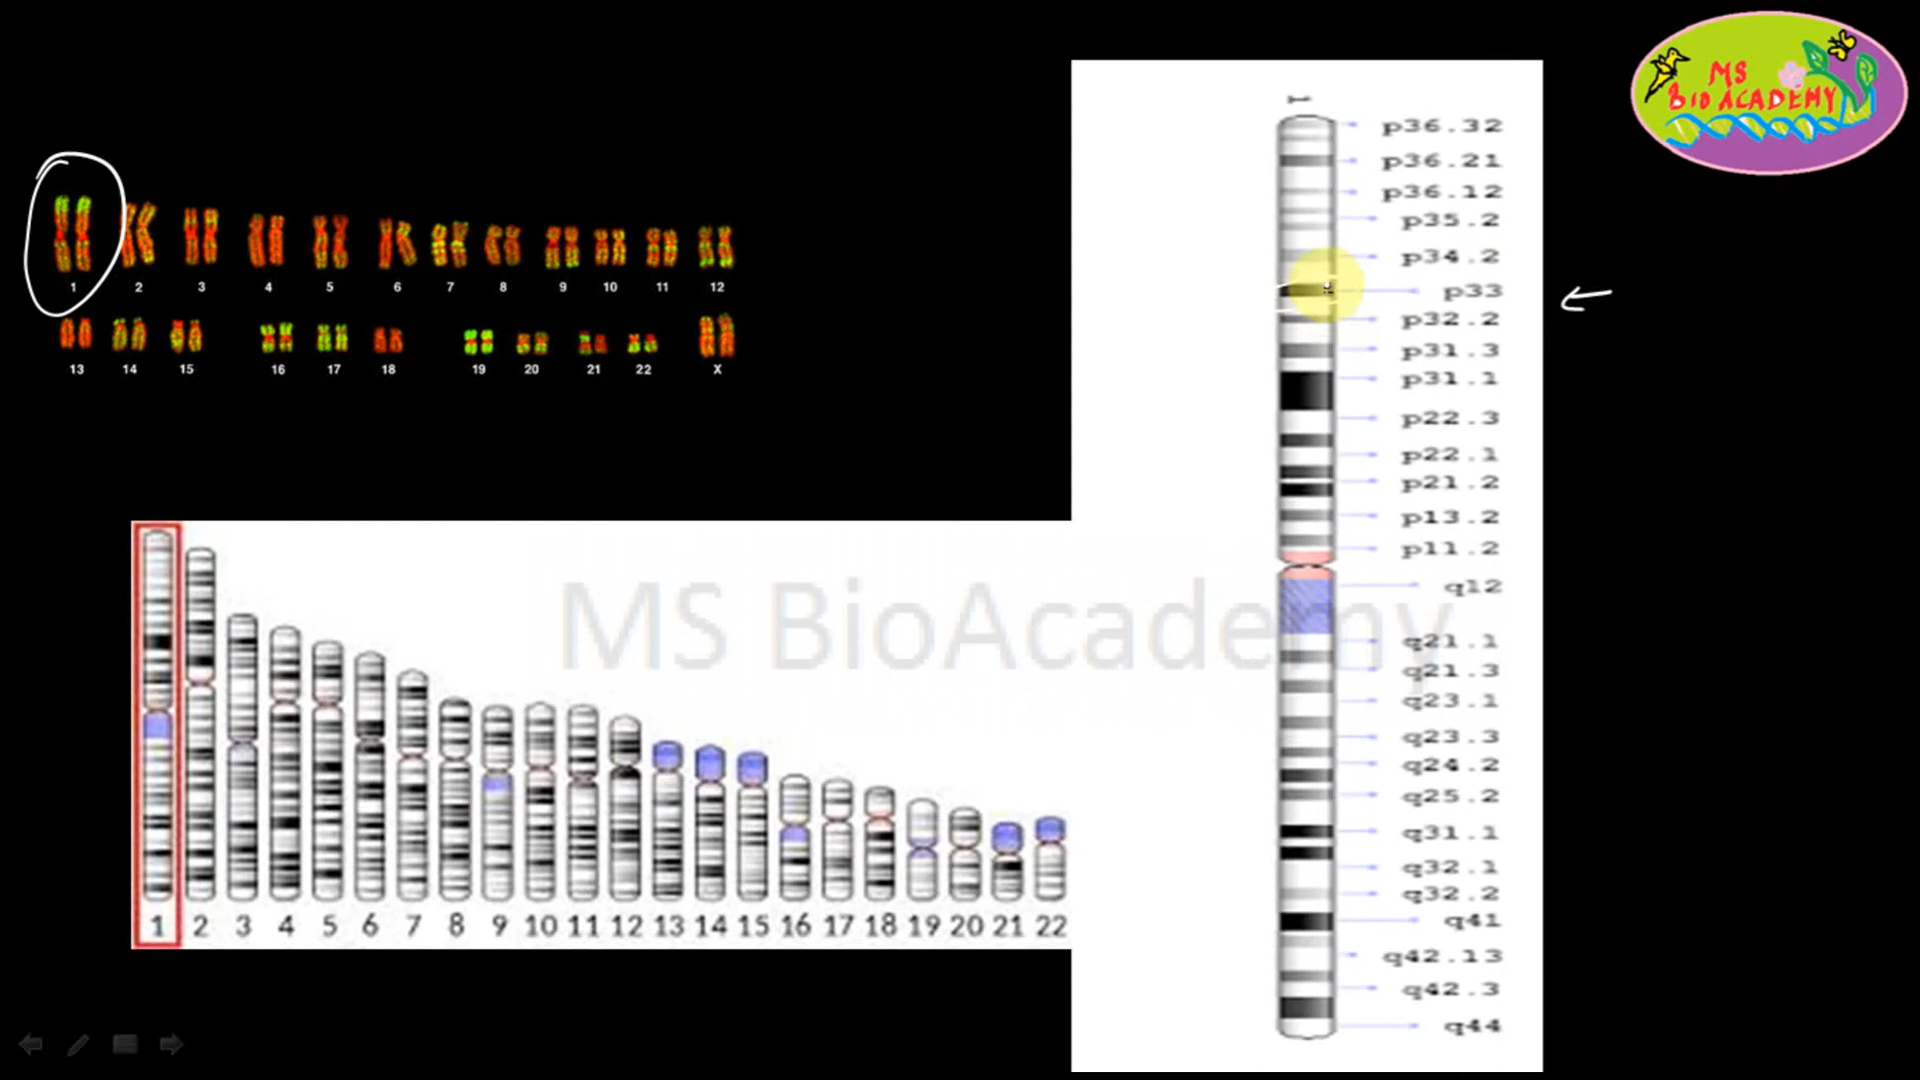 MS
BIO ACADEMY
1 2 3 4 5 6 7 8 9 10 11 12
13 14 15 16 17 18 19 20 21 22 X
MS BioAcademy
1 2 3 4 5 6 7 8 9 10 11 12 13 14 15 16 17 18 19 20 21 22
1
p36.32
p36.21
p36.12
p35.2
p34.2
p33
p32.2
p31.3
p31.1
p22.3
p22.1
p21.2
p13.2
p11.2
q12
q21.1
q21.3
q23.1
q23.3
q24.2
q25.2
q31.1
q32.1
q32.2
q41
q42.13
q42.3
q44